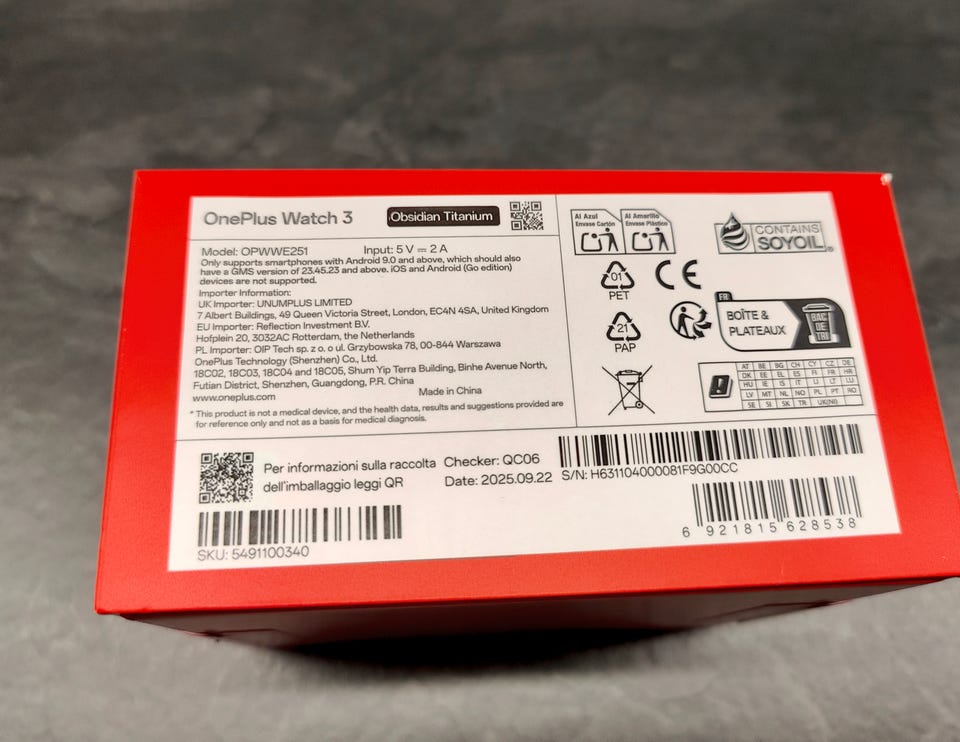 OnePlus Watch 3
Obsidian Titanium
Model: OPWWE251 Input: 5 V ⎓ 2 A
Only supports smartphones with Android 9.0 and above, which should also
have a GMS version of 23.45.23 and above. iOS and Android (Go edition)
devices are not supported.
Importer Information:
UK Importer: UNUMPLUS LIMITED
7 Albert Buildings, 49 Queen Victoria Street, London, EC4N 4SA, United Kingdom
EU Importer: Reflection Investment B.V.
Hofplein 20, 3032AC Rotterdam, the Netherlands
PL Importer: OIP Tech sp. z o. o ul. Grzybowska 78, 00-844 Warszawa
OnePlus Technology (Shenzhen) Co., Ltd.
18C02, 18C03, 18C04 and 18C05, Shum Yip Terra Building, Binhe Avenue North,
Futian District, Shenzhen, Guangdong, P.R. China
www.oneplus.com Made in China
* This product is not a medical device, and the health data, results and suggestions provided are
for reference only and not as a basis for medical diagnosis.
Al Azul
Envase Cartón
Al Amarillo
Envase Plástico
CONTAINS
SOYOIL®
01
PET
CE
21
PAP
FR
BOÎTE &
PLATEAUX
BAC
DE
TRI
AT BE BG CH CY CZ DE
DK EE EL ES FI FR HR
HU IE IS IT LI LT LU
LV MT NL NO PL PT RO
SE SI SK TR UK(NI)
Per informazioni sulla raccolta
dell'imballaggio leggi QR
Checker: QC06
Date: 2025.09.22
S/N: H631104000081F9G00CC
SKU: 5491100340
6 921815 628538